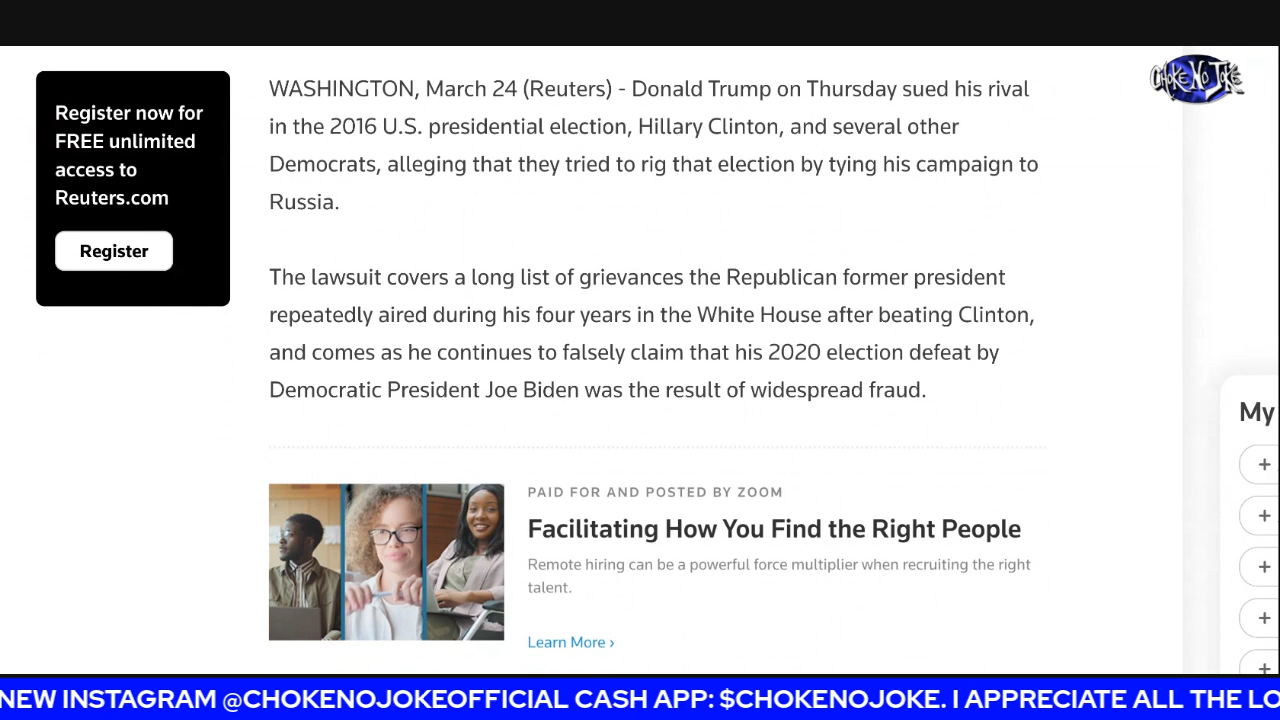 CHOKE NO JOKE
Register now for
FREE unlimited
access to
Reuters.com
Register
WASHINGTON, March 24 (Reuters) - Donald Trump on Thursday sued his rival
in the 2016 U.S. presidential election, Hillary Clinton, and several other
Democrats, alleging that they tried to rig that election by tying his campaign to
Russia.
The lawsuit covers a long list of grievances the Republican former president
repeatedly aired during his four years in the White House after beating Clinton,
and comes as he continues to falsely claim that his 2020 election defeat by
Democratic President Joe Biden was the result of widespread fraud.
My
+
+
+
+
+
PAID FOR AND POSTED BY ZOOM
Facilitating How You Find the Right People
Remote hiring can be a powerful force multiplier when recruiting the right
talent.
Learn More ›
NEW INSTAGRAM @CHOKENOJOKEOFFICIAL CASH APP: $CHOKENOJOKE. I APPRECIATE ALL THE LO